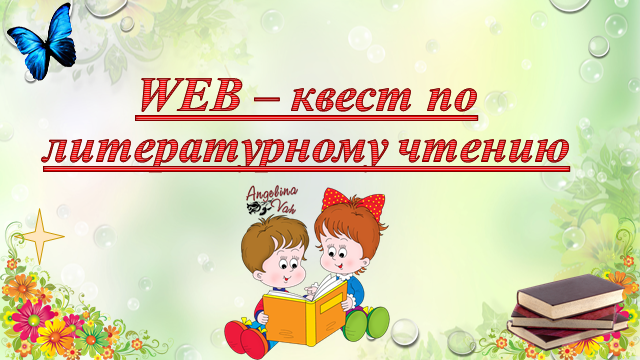 WEB – квест по
литературному чтению
Angelina
Vah